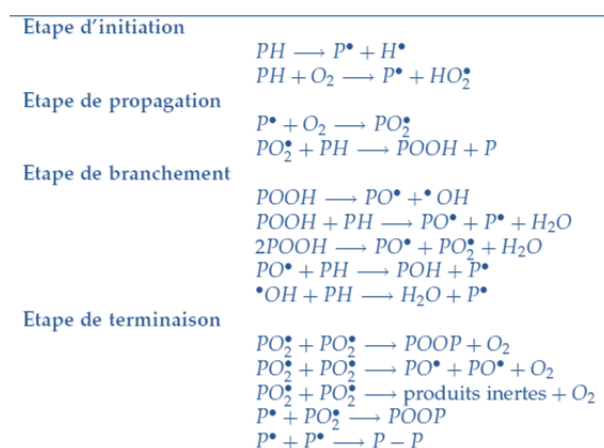 Etape d'initiation
PH ⟶ P• + H•
PH + O₂ ⟶ P• + HO₂•
Etape de propagation
P• + O₂ ⟶ PO₂•
PO₂• + PH ⟶ POOH + P
Etape de branchement
POOH ⟶ PO• +• OH
POOH + PH ⟶ PO• + P• + H₂O
2POOH ⟶ PO• + PO₂• + H₂O
PO• + PH ⟶ POH + P•
•OH + PH ⟶ H₂O + P•
Etape de terminaison
PO₂• + PO₂• ⟶ POOP + O₂
PO₂• + PO₂• ⟶ PO• + PO• + O₂
PO₂• + PO₂• ⟶ produits inertes + O₂
P• + PO₂• ⟶ POOP
P• + P• ⟶ P − P